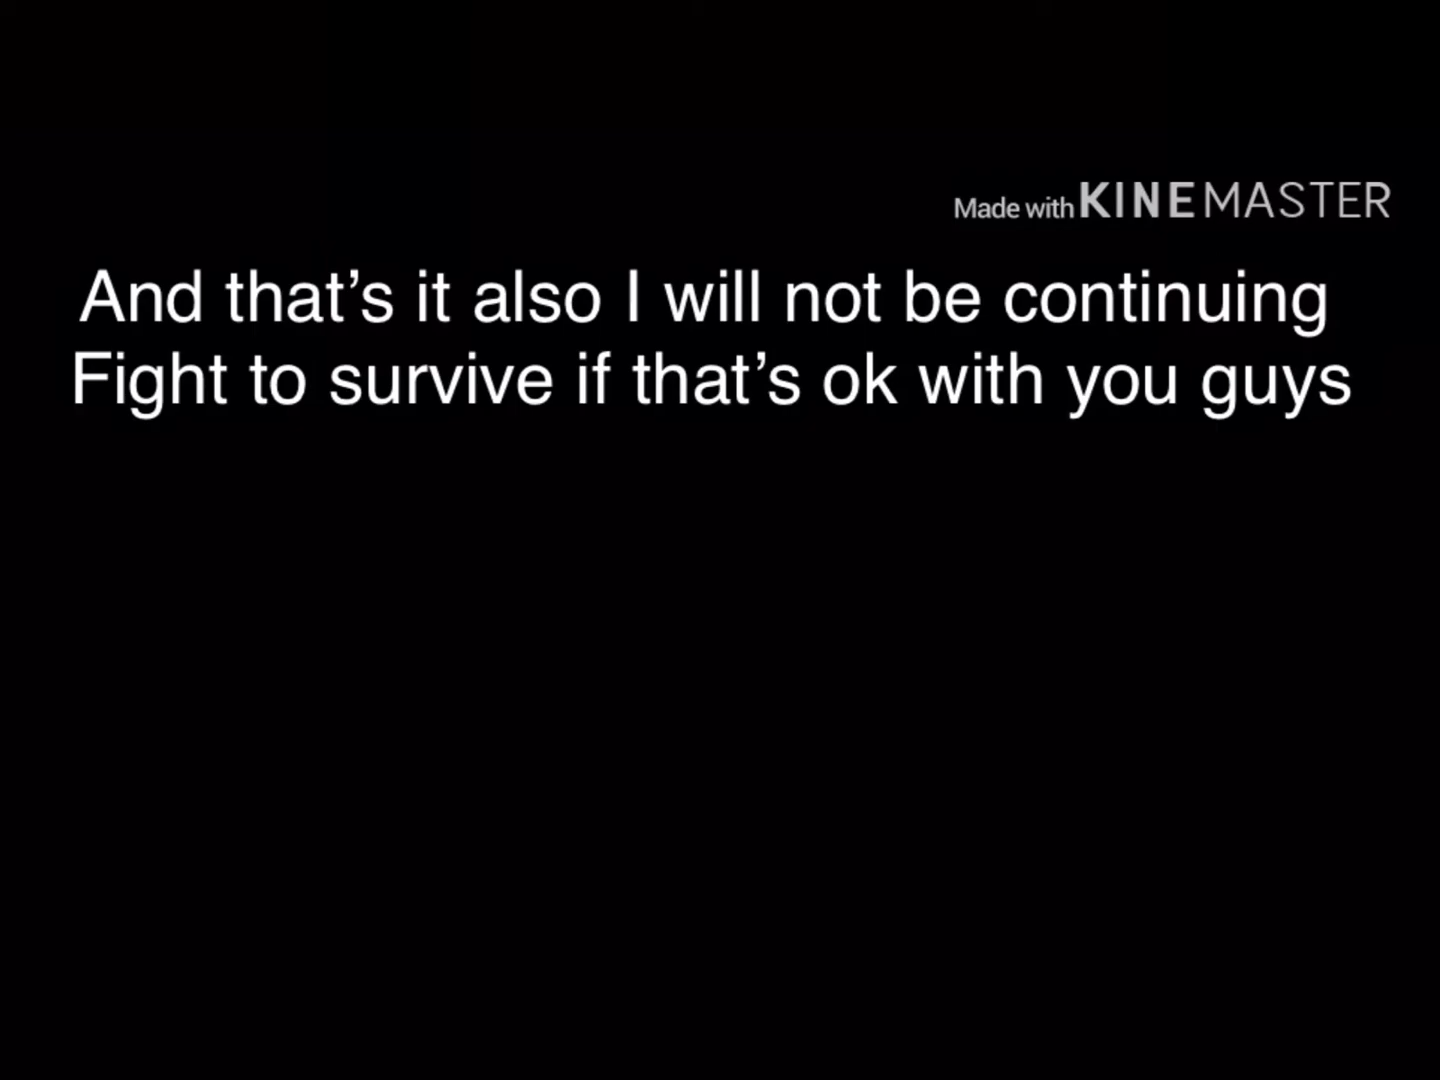 Made with KINEMASTER
And that’s it also I will not be continuing
Fight to survive if that’s ok with you guys